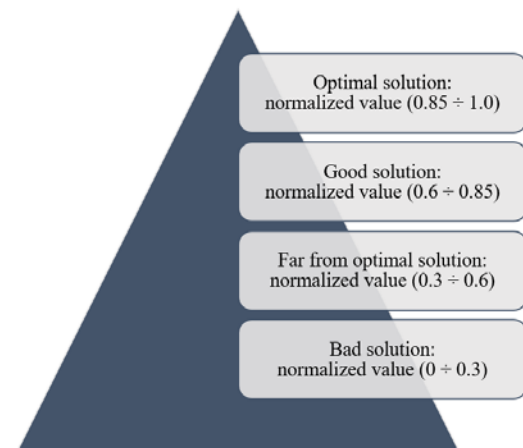 Optimal solution:
normalized value (0.85 ÷ 1.0)
Good solution:
normalized value (0.6 ÷ 0.85)
Far from optimal solution:
normalized value (0.3 ÷ 0.6)
Bad solution:
normalized value (0 ÷ 0.3)